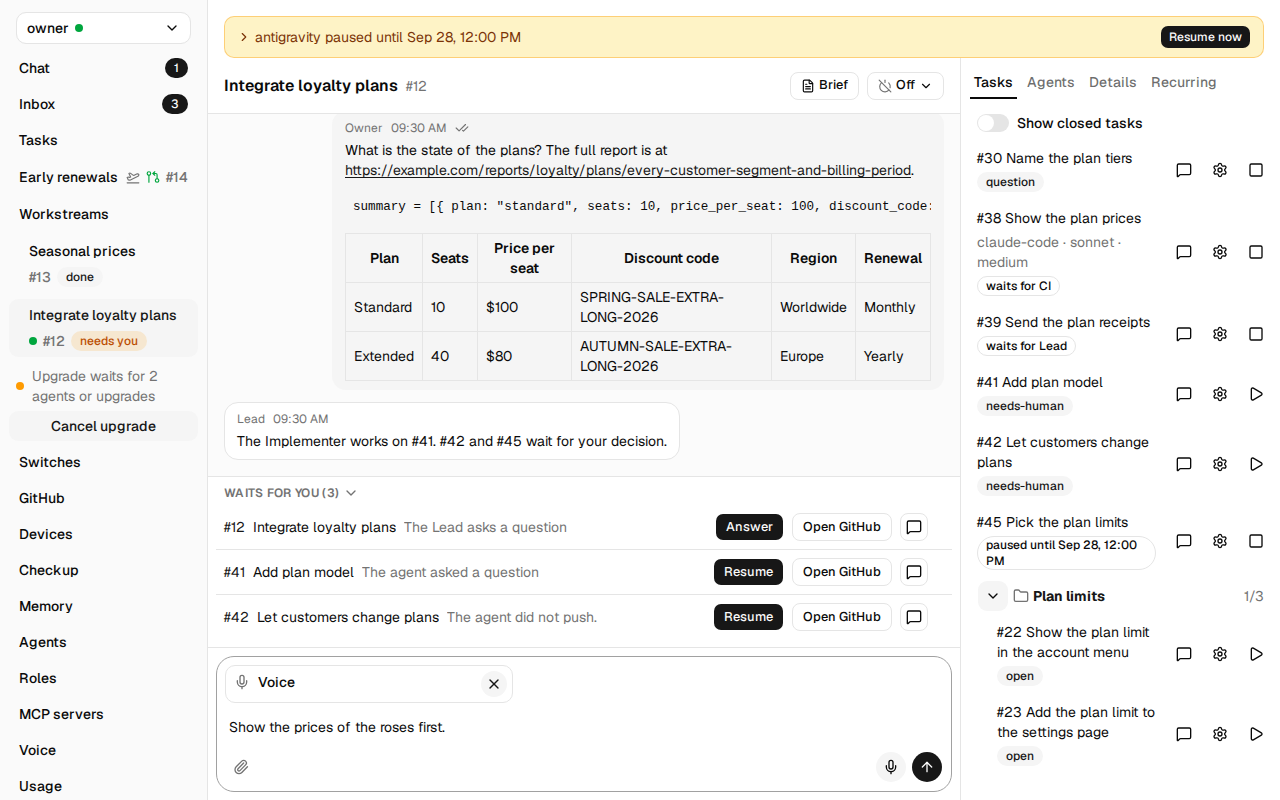 owner
Chat 1
Inbox 3
Tasks
Early renewals #14
Workstreams
Seasonal prices
#13 done
Integrate loyalty plans
#12 needs you
Upgrade waits for 2
agents or upgrades
Cancel upgrade
Switches
GitHub
Devices
Checkup
Memory
Agents
Roles
MCP servers
Voice
Usage
antigravity paused until Sep 28, 12:00 PM
Resume now
Integrate loyalty plans #12
Brief
Off
Owner 09:30 AM
What is the state of the plans? The full report is at
https://example.com/reports/loyalty/plans/every-customer-segment-and-billing-period.
summary = [{ plan: "standard", seats: 10, price_per_seat: 100, discount_code:
Plan Seats Price per seat Discount code Region Renewal
Standard 10 $100 SPRING-SALE-EXTRA-LONG-2026 Worldwide Monthly
Extended 40 $80 AUTUMN-SALE-EXTRA-LONG-2026 Europe Yearly
Lead 09:30 AM
The Implementer works on #41. #42 and #45 wait for your decision.
WAITS FOR YOU (3)
#12 Integrate loyalty plans The Lead asks a question Answer Open GitHub
#41 Add plan model The agent asked a question Resume Open GitHub
#42 Let customers change plans The agent did not push. Resume Open GitHub
Voice
Show the prices of the roses first.
Tasks Agents Details Recurring
Show closed tasks
#30 Name the plan tiers
question
#38 Show the plan prices
claude-code · sonnet ·
medium
waits for CI
#39 Send the plan receipts
waits for Lead
#41 Add plan model
needs-human
#42 Let customers change
plans
needs-human
#45 Pick the plan limits
paused until Sep 28, 12:00
PM
Plan limits 1/3
#22 Show the plan limit
in the account menu
open
#23 Add the plan limit to
the settings page
open